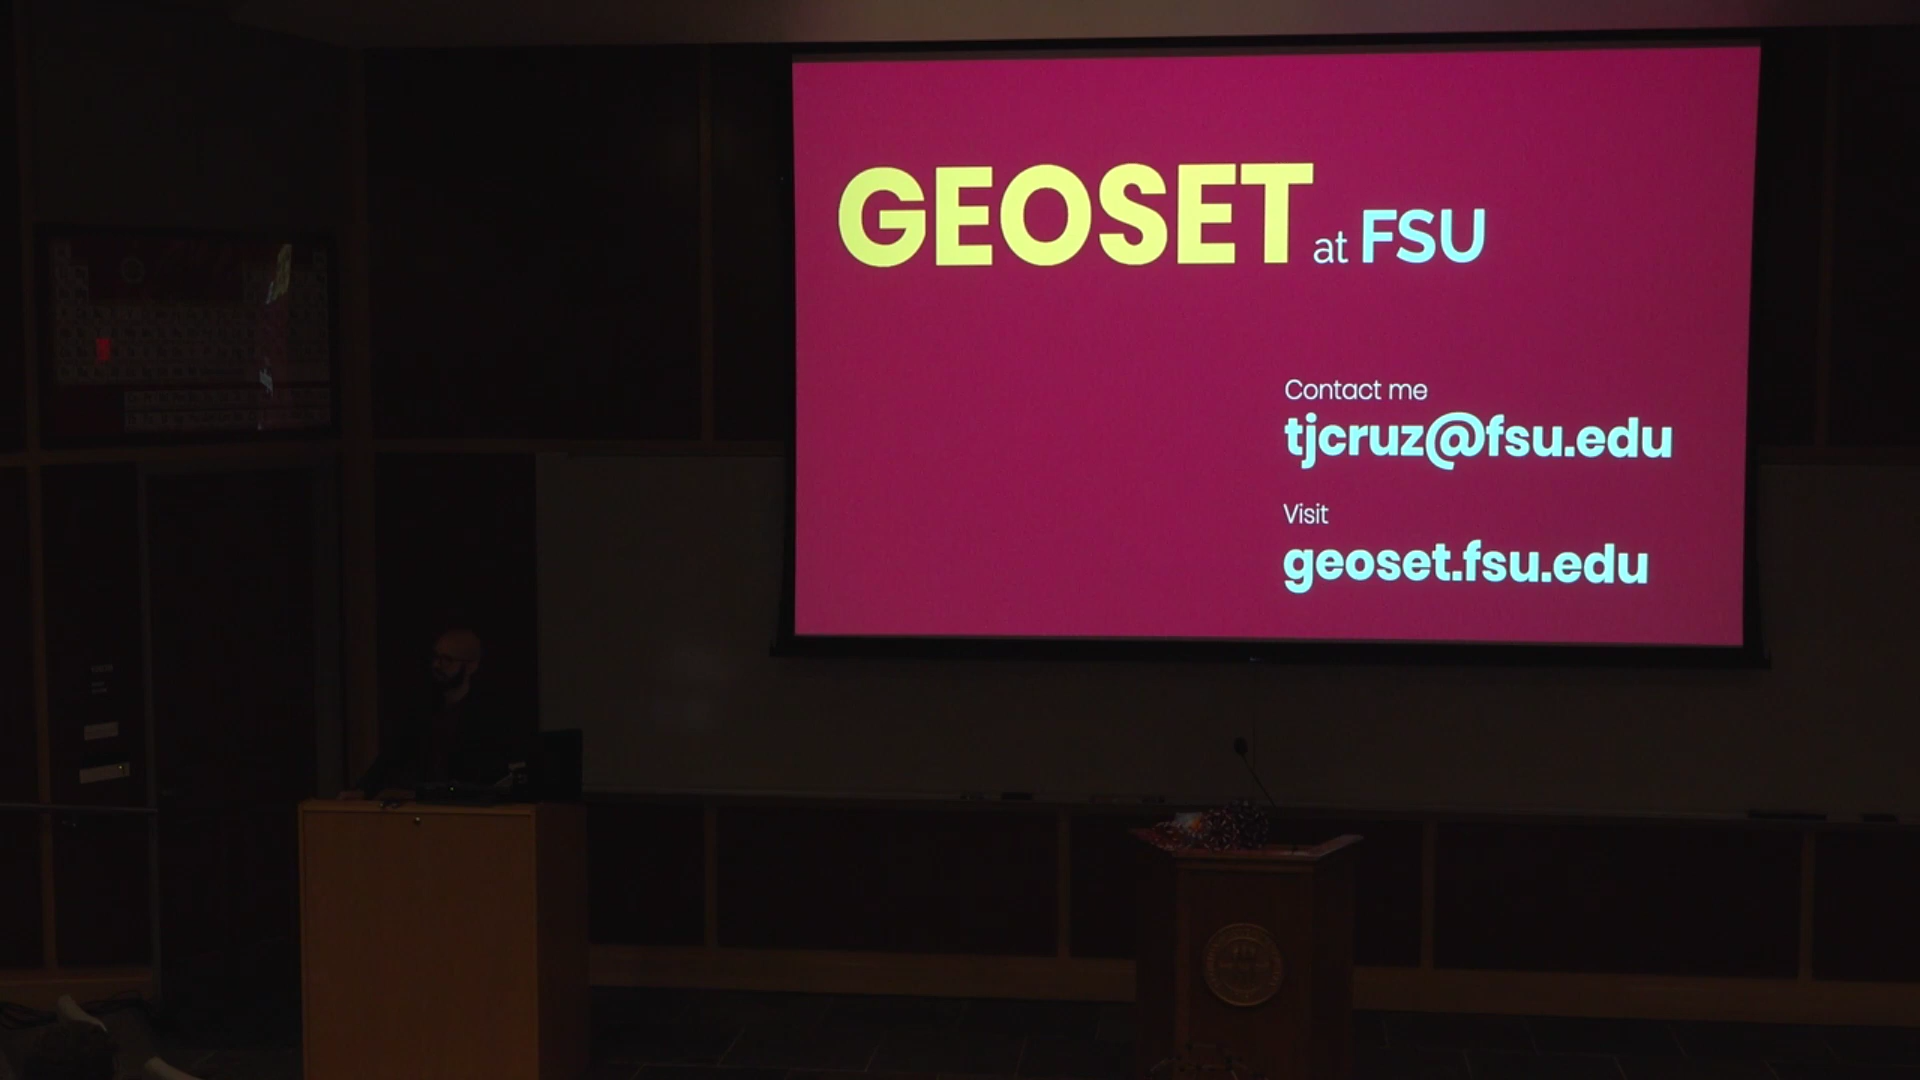 GEOSET at FSU
Contact me
tjcruz@fsu.edu
Visit
geoset.fsu.edu